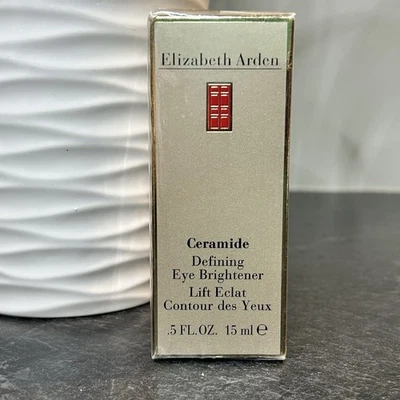 Elizabeth Arden
Ceramide
Defining
Eye Brightener
Lift Eclat
Contour des Yeux
.5 FL.OZ. 15 ml ℮